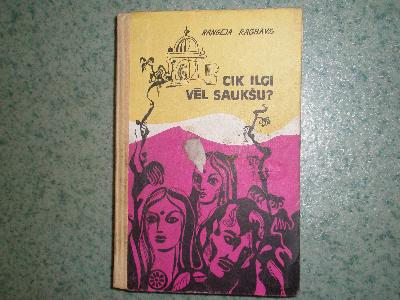 RANGEJA RAGHAVS
CIK ILGI
VĒL SAUKŠU?